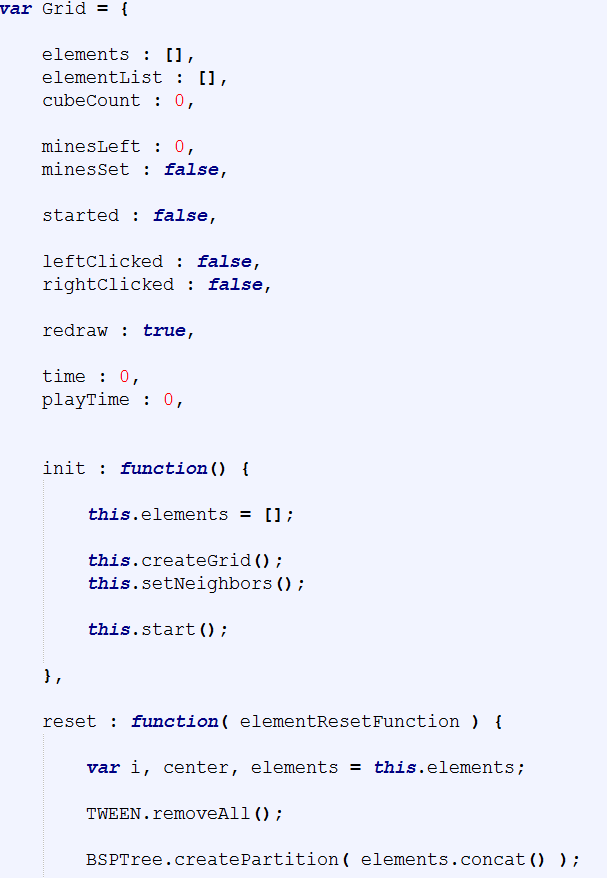 var Grid = {
elements : [],
elementList : [],
cubeCount : 0,
minesLeft : 0,
minesSet : false,
started : false,
leftClicked : false,
rightClicked : false,
redraw : true,
time : 0,
playTime : 0,
init : function() {
this.elements = [];
this.createGrid();
this.setNeighbors();
this.start();
},
reset : function( elementResetFunction ) {
var i, center, elements = this.elements;
TWEEN.removeAll();
BSPTree.createPartition( elements.concat() );